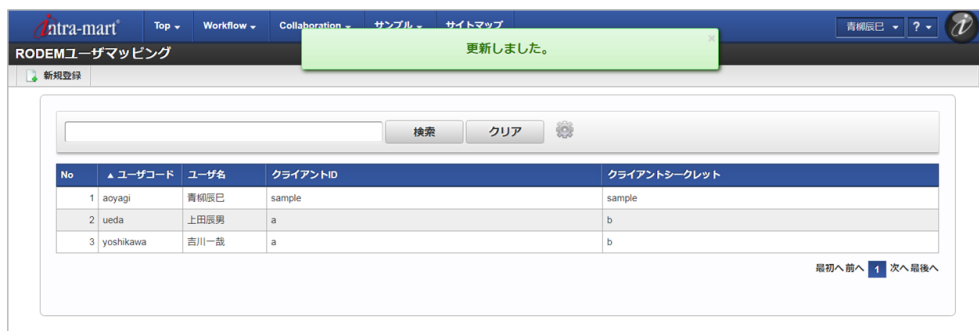 intra-mart Top Workflow Collaboration サンプル サイトマップ 青柳辰巳 ?
更新しました。 ×
RODEMユーザマッピング
新規登録
検索 クリア
No ▲ ユーザコード ユーザ名 クライアントID クライアントシークレット
1 aoyagi 青柳辰巳 sample sample
2 ueda 上田辰男 a b
3 yoshikawa 吉川一哉 a b
最初へ 前へ 1 次へ 最後へ